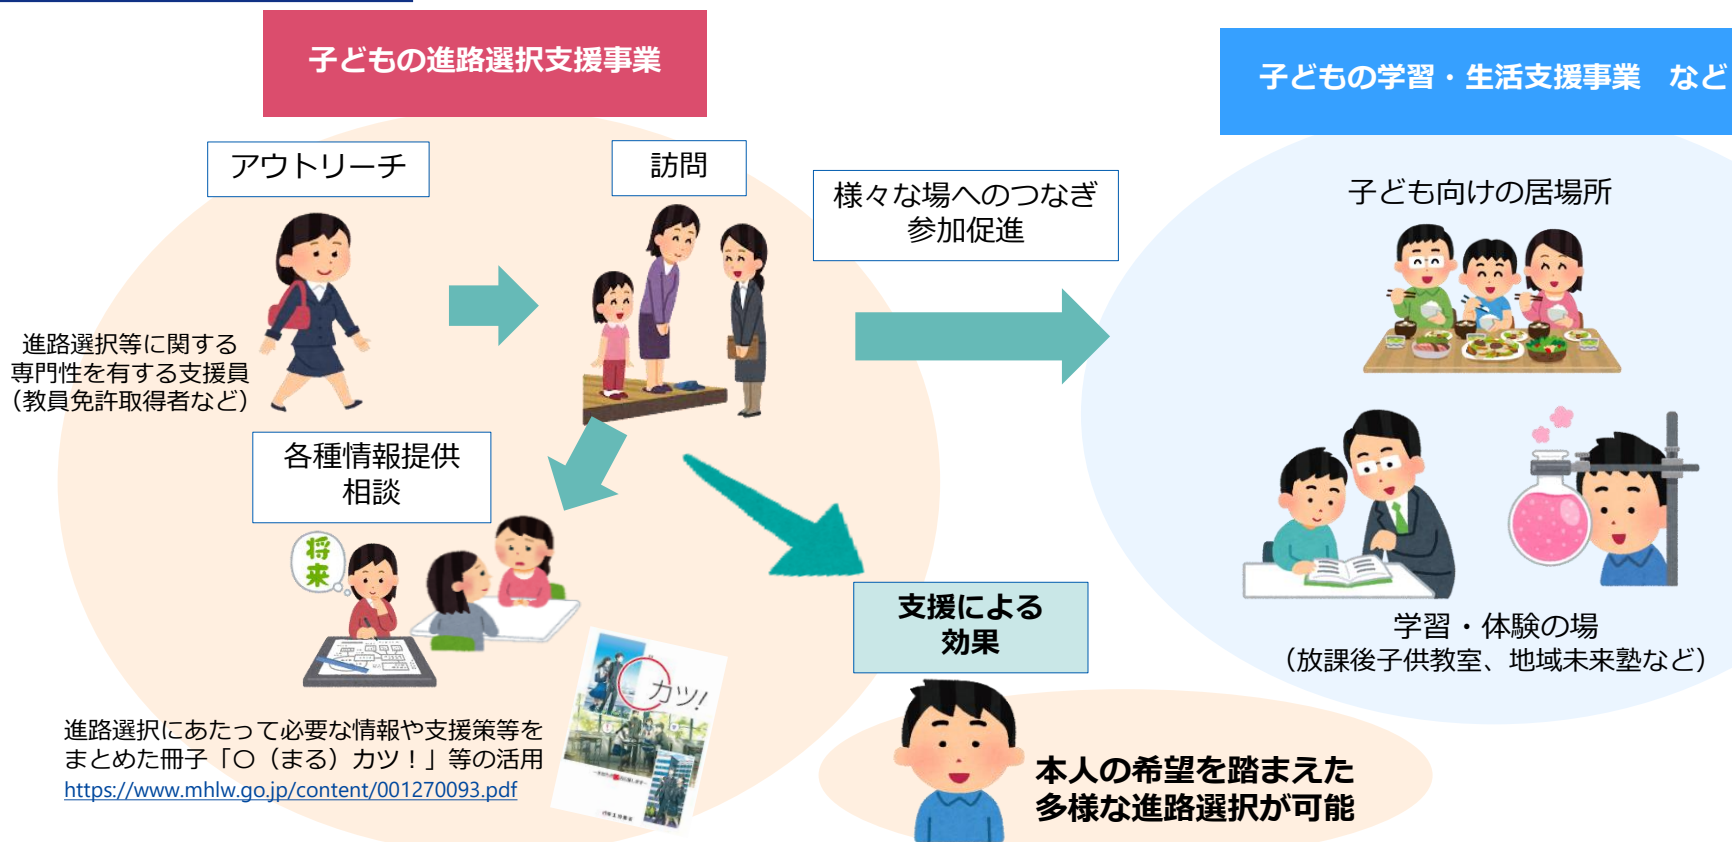 子どもの進路選択支援事業
子どもの学習・生活支援事業　など
アウトリーチ
訪問
様々な場へのつなぎ
参加促進
子ども向けの居場所
進路選択等に関する
専門性を有する支援員
（教員免許取得者など）
各種情報提供
相談
将来
支援による
効果
学習・体験の場
（放課後子供教室、地域未来塾など）
カツ！
進路選択にあたって必要な情報や支援策等を
まとめた冊子「〇（まる）カツ！」等の活用
https://www.mhlw.go.jp/content/001270093.pdf
本人の希望を踏まえた
多様な進路選択が可能